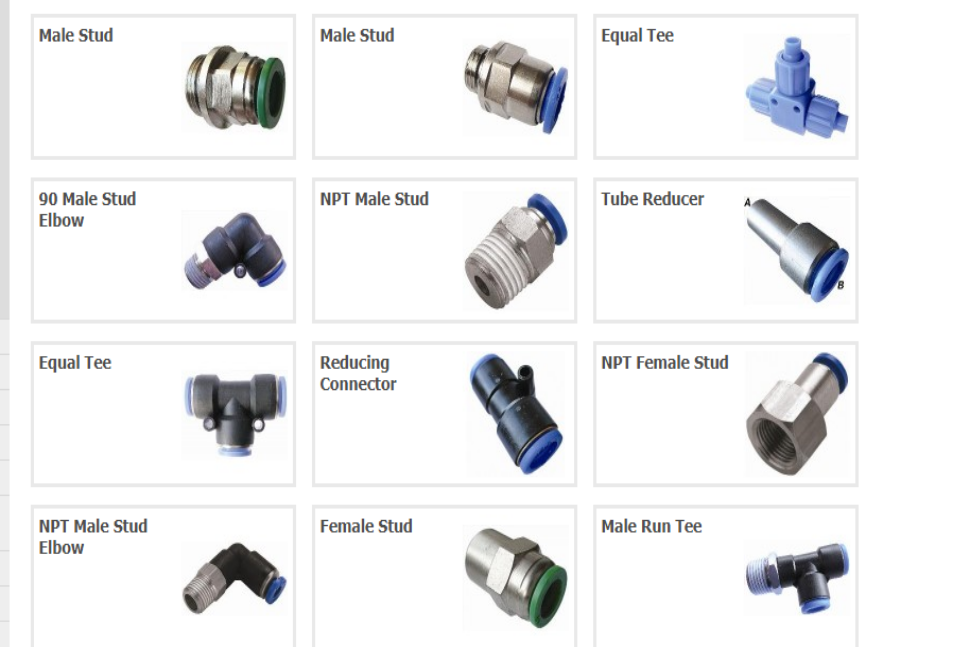 Male Stud
Male Stud
Equal Tee
90 Male Stud
Elbow
NPT Male Stud
Tube Reducer
A
B
Equal Tee
Reducing
Connector
NPT Female Stud
NPT Male Stud
Elbow
Female Stud
Male Run Tee